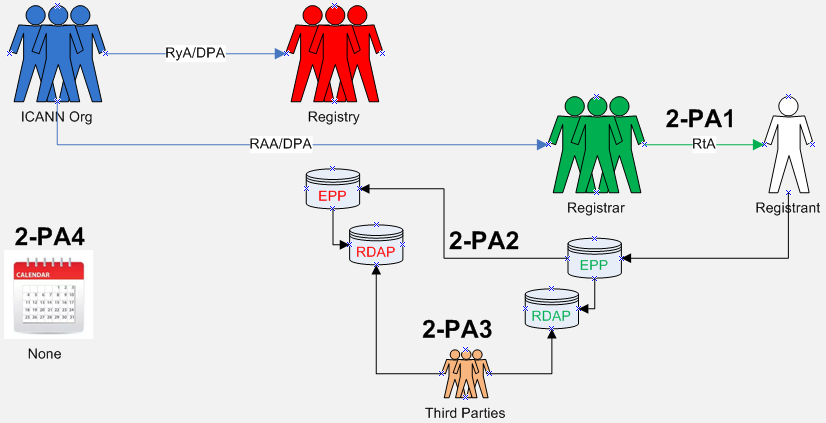 RyA/DPA
ICANN Org
Registry
2-PA1
RAA/DPA
RtA
Registrar
Registrant
EPP
2-PA4
2-PA2
RDAP
EPP
CALENDAR
RDAP
2-PA3
None
Third Parties